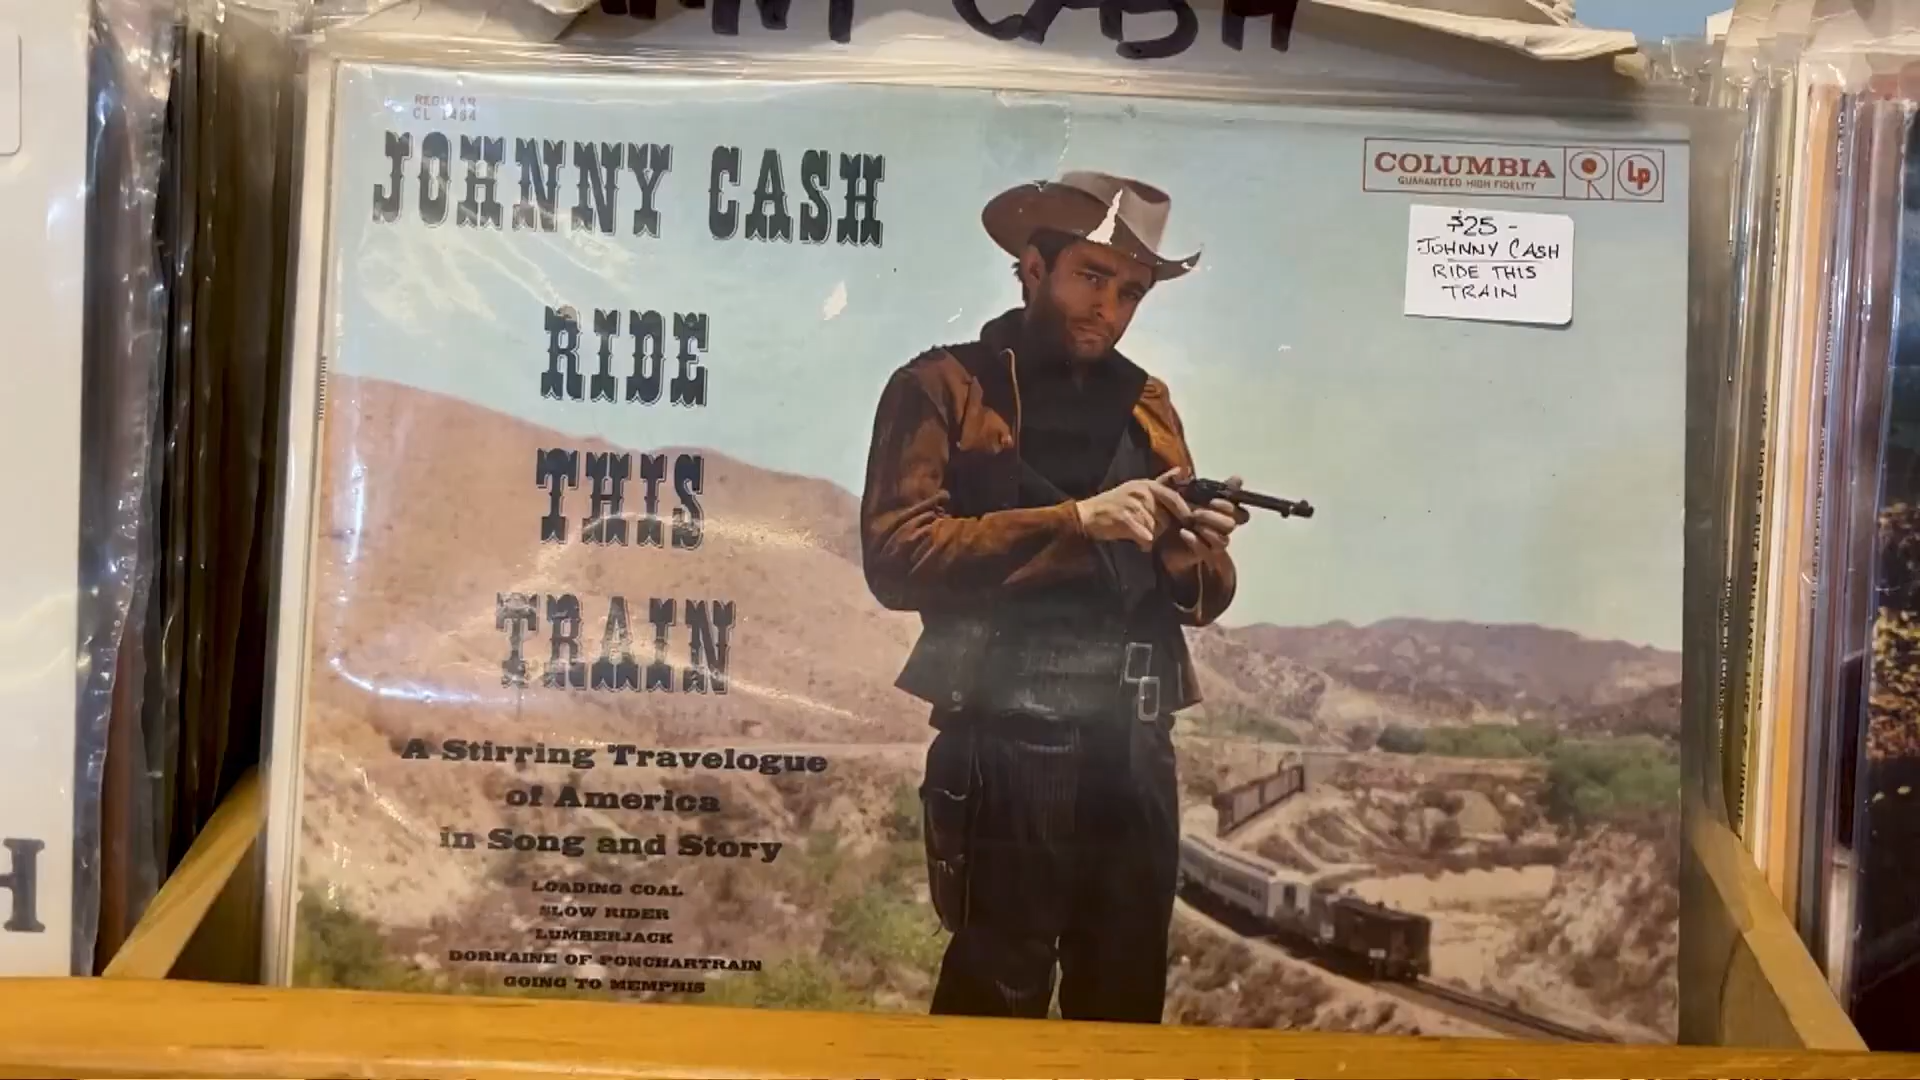 CASH
REGULAR
CL 1464
JOHNNY CASH
RIDE
THIS
TRAIN
A Stirring Travelogue
of America
in Song and Story
LOADING COAL
SLOW RIDER
LUMBERJACK
DORRAINE OF PONCHARTRAIN
GOING TO MEMPHIS
COLUMBIA
GUARANTEED HIGH FIDELITY
Lp
$25 -
JOHNNY CASH
RIDE THIS
TRAIN
H